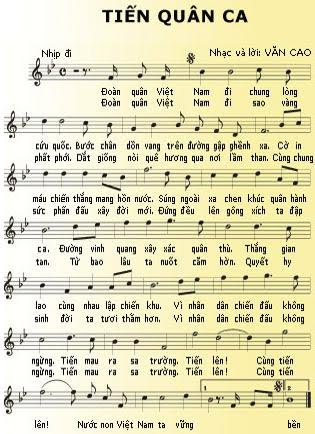 TIẾN QUÂN CA
Nhịp đi
Nhạc và lời: VĂN CAO
Đoàn quân Việt Nam đi chung lòng
Đoàn quân Việt Nam đi sao vàng
cứu quốc. Bước chân dồn vang trên đường gập ghềnh xa. Cờ in
phất phới. Dắt giống nòi quê hương qua nơi lầm than. Cùng chung
máu chiến thắng mang hồn nước. Súng ngoài xa chen khúc quân hành
sức phấn đấu xây đời mới. Đứng đều lên gông xích ta đập
ca. Đường vinh quang xây xác quân thù. Thắng gian
tan. Từ bao lâu ta nuốt căm hờn. Quyết hy
lao cùng nhau lập chiến khu. Vì nhân dân chiến đấu không
sinh đời ta tươi thắm hơn. Vì nhân dân chiến đấu không
ngừng. Tiến mau ra sa trường. Tiến lên! Cùng tiến
ngừng. Tiến mau ra sa trường. Tiến lên! Cùng tiến
1.
2.
lên! Nước non Việt Nam ta vững bền